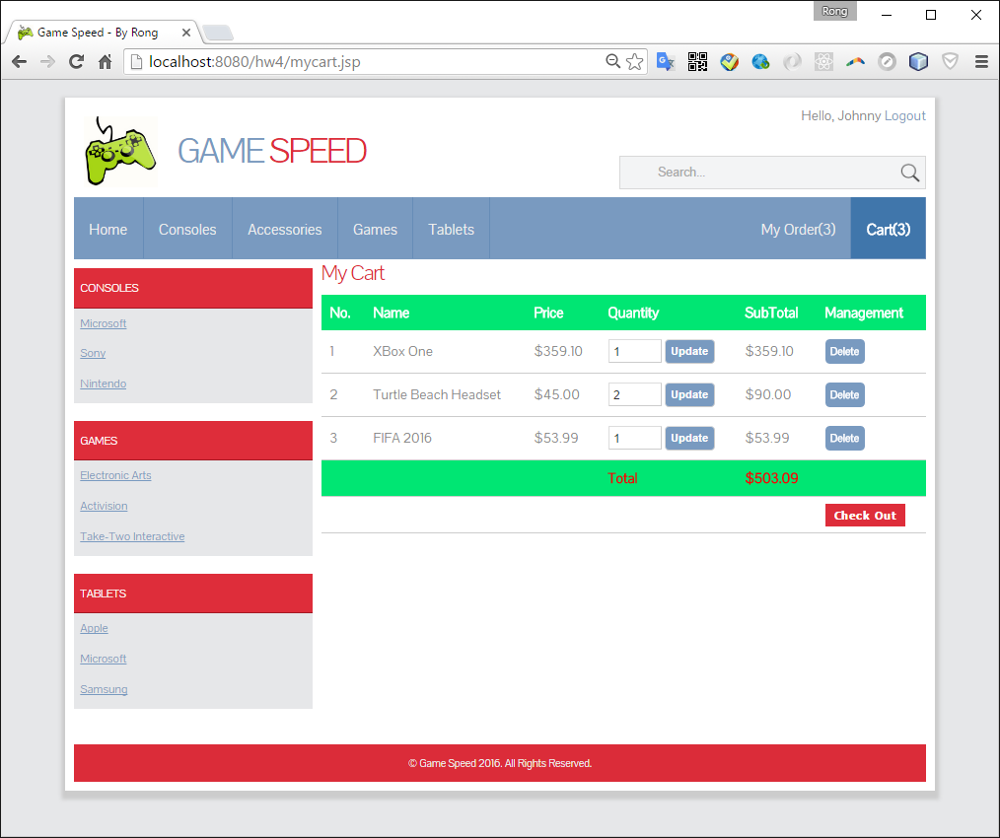 Rong
Game Speed - By Rong
localhost:8080/hw4/mycart.jsp
Hello, Johnny Logout
GAME SPEED
Search...
Home Consoles Accessories Games Tablets My Order(3) Cart(3)
CONSOLES
Microsoft
Sony
Nintendo
GAMES
Electronic Arts
Activision
Take-Two Interactive
TABLETS
Apple
Microsoft
Samsung
My Cart
No. Name Price Quantity SubTotal Management
1 XBox One $359.10 1 Update $359.10 Delete
2 Turtle Beach Headset $45.00 2 Update $90.00 Delete
3 FIFA 2016 $53.99 1 Update $53.99 Delete
Total $503.09
Check Out
© Game Speed 2016. All Rights Reserved.